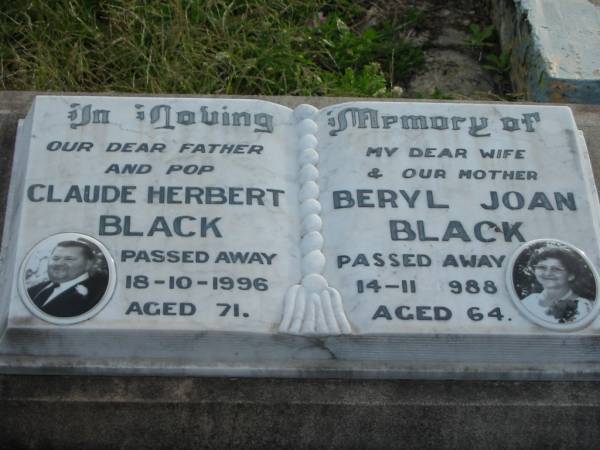 In Loving Memory of
OUR DEAR FATHER
AND POP
CLAUDE HERBERT
BLACK
PASSED AWAY
18-10-1996
AGED 71.
MY DEAR WIFE
& OUR MOTHER
BERYL JOAN
BLACK
PASSED AWAY
14-11 988
AGED 64.